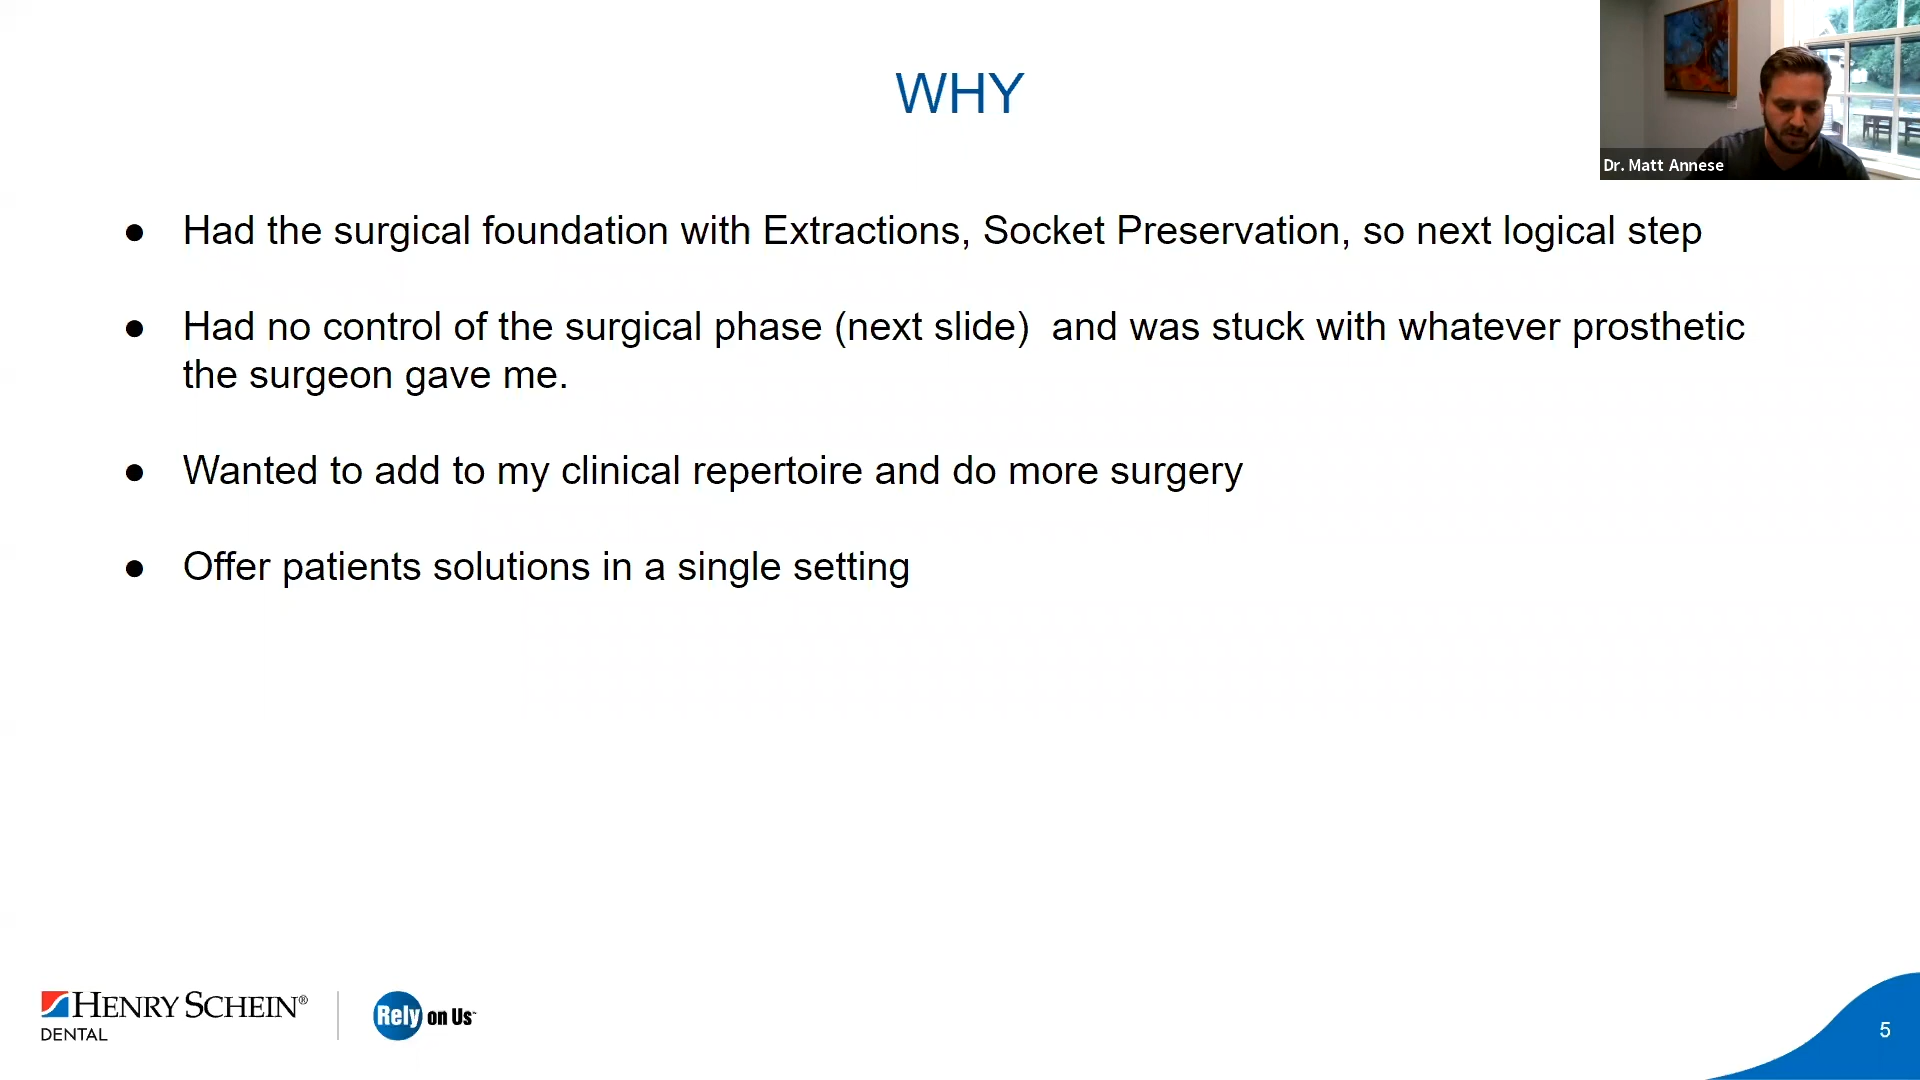 WHY
Dr. Matt Annese
● Had the surgical foundation with Extractions, Socket Preservation, so next logical step
● Had no control of the surgical phase (next slide)  and was stuck with whatever prosthetic
the surgeon gave me.
● Wanted to add to my clinical repertoire and do more surgery
● Offer patients solutions in a single setting
HENRY SCHEIN®
DENTAL
Rely on Us™
5